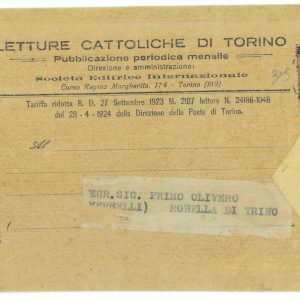 LETTURE CATTOLICHE DI TORINO
Pubblicazione periodica mensile
Direzione e amministrazione:
Società Editrice Internazionale
Corso Regina Margherita, 174 - Torino (109)
Tariffa ridotta R. D. 27 Settembre 1923 N. 2187 lettera N. 24186-1048
del 28-4-1924 della Direzione delle Poste di Torino.
Al
EGR.SIG. PRIMO OLIVERO
ROBELLA DI TRINO